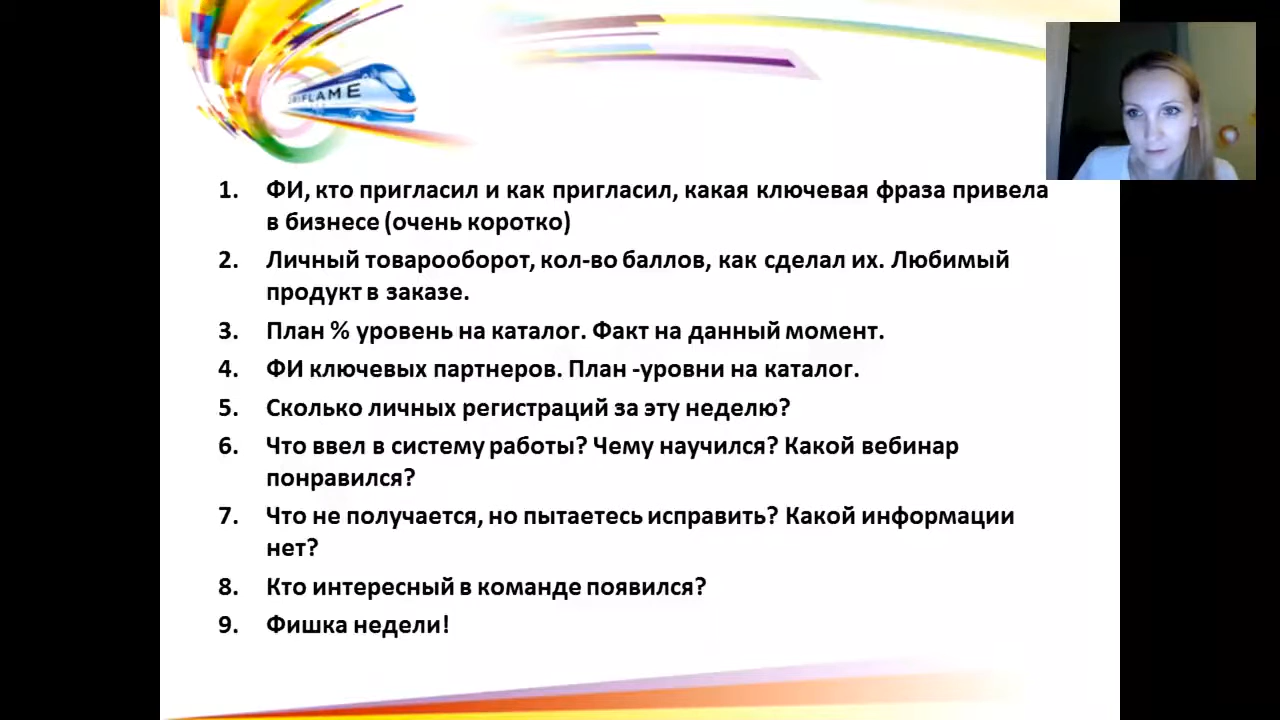 ORIFLAME
1. ФИ, кто пригласил и как пригласил, какая ключевая фраза привела
в бизнесе (очень коротко)
2. Личный товарооборот, кол-во баллов, как сделал их. Любимый
продукт в заказе.
3. План % уровень на каталог. Факт на данный момент.
4. ФИ ключевых партнеров. План -уровни на каталог.
5. Сколько личных регистраций за эту неделю?
6. Что ввел в систему работы? Чему научился? Какой вебинар
понравился?
7. Что не получается, но пытаетесь исправить? Какой информации
нет?
8. Кто интересный в команде появился?
9. Фишка недели!